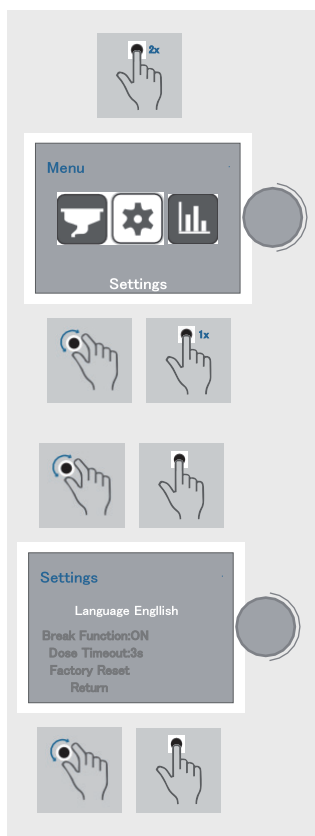 2x
Menu
Settings
1x
Settings
Language Engllish
Break Function:ON
Dose Timeout:3s
Factory Reset
Return